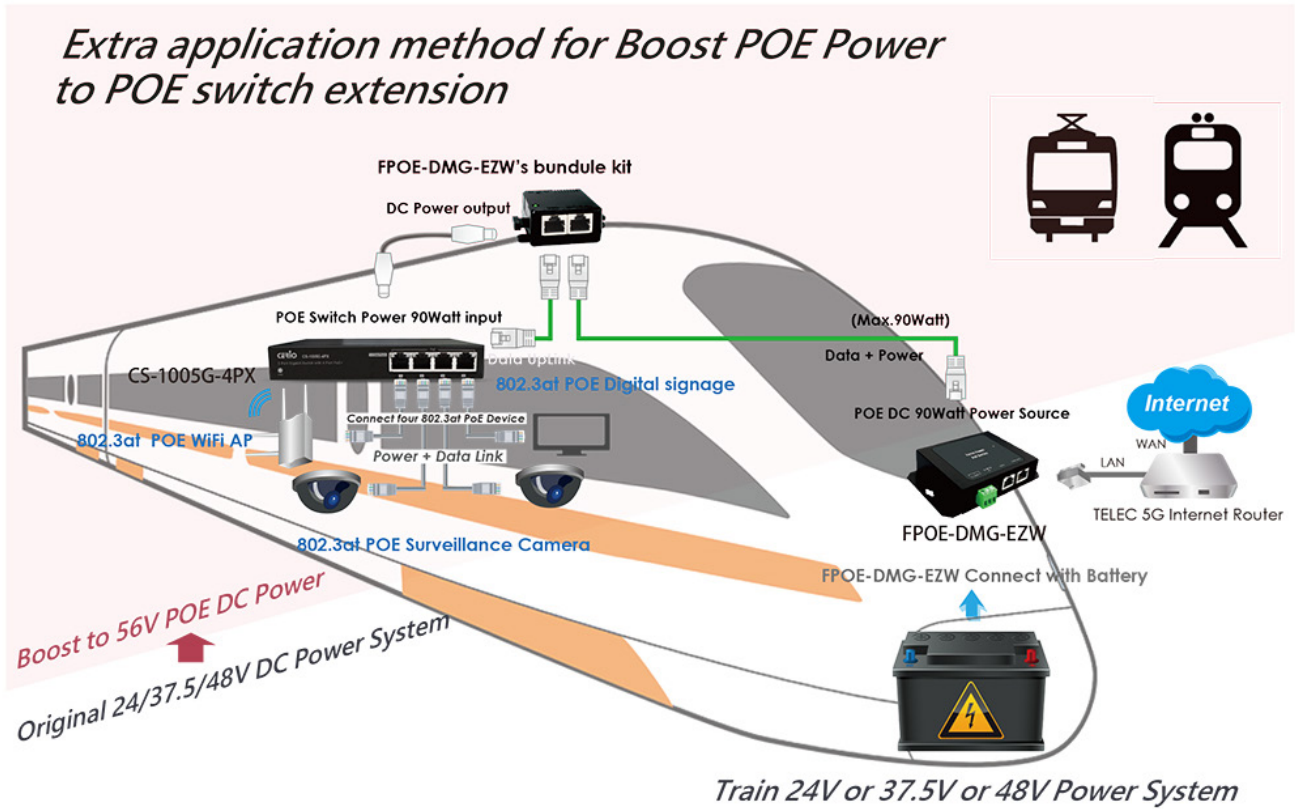 Extra application method for Boost POE Power
to POE switch extension
FPOE-DMG-EZW's bundule kit
DC Power output
POE Switch Power 90Watt input
(Max.90Watt)
Data + Power
Data UpLink
CS-1005G-4PX
802.3at POE Digital signage
POE DC 90Watt Power Source
Internet
Connect four 802.3at PoE Device
802.3at POE WiFi AP
Power + Data Link
WAN
LAN
TELEC 5G Internet Router
FPOE-DMG-EZW
802.3at POE Surveillance Camera
FPOE-DMG-EZW Connect with Battery
Boost to 56V POE DC Power
Original 24/37.5/48V DC Power System
Train 24V or 37.5V or 48V Power System